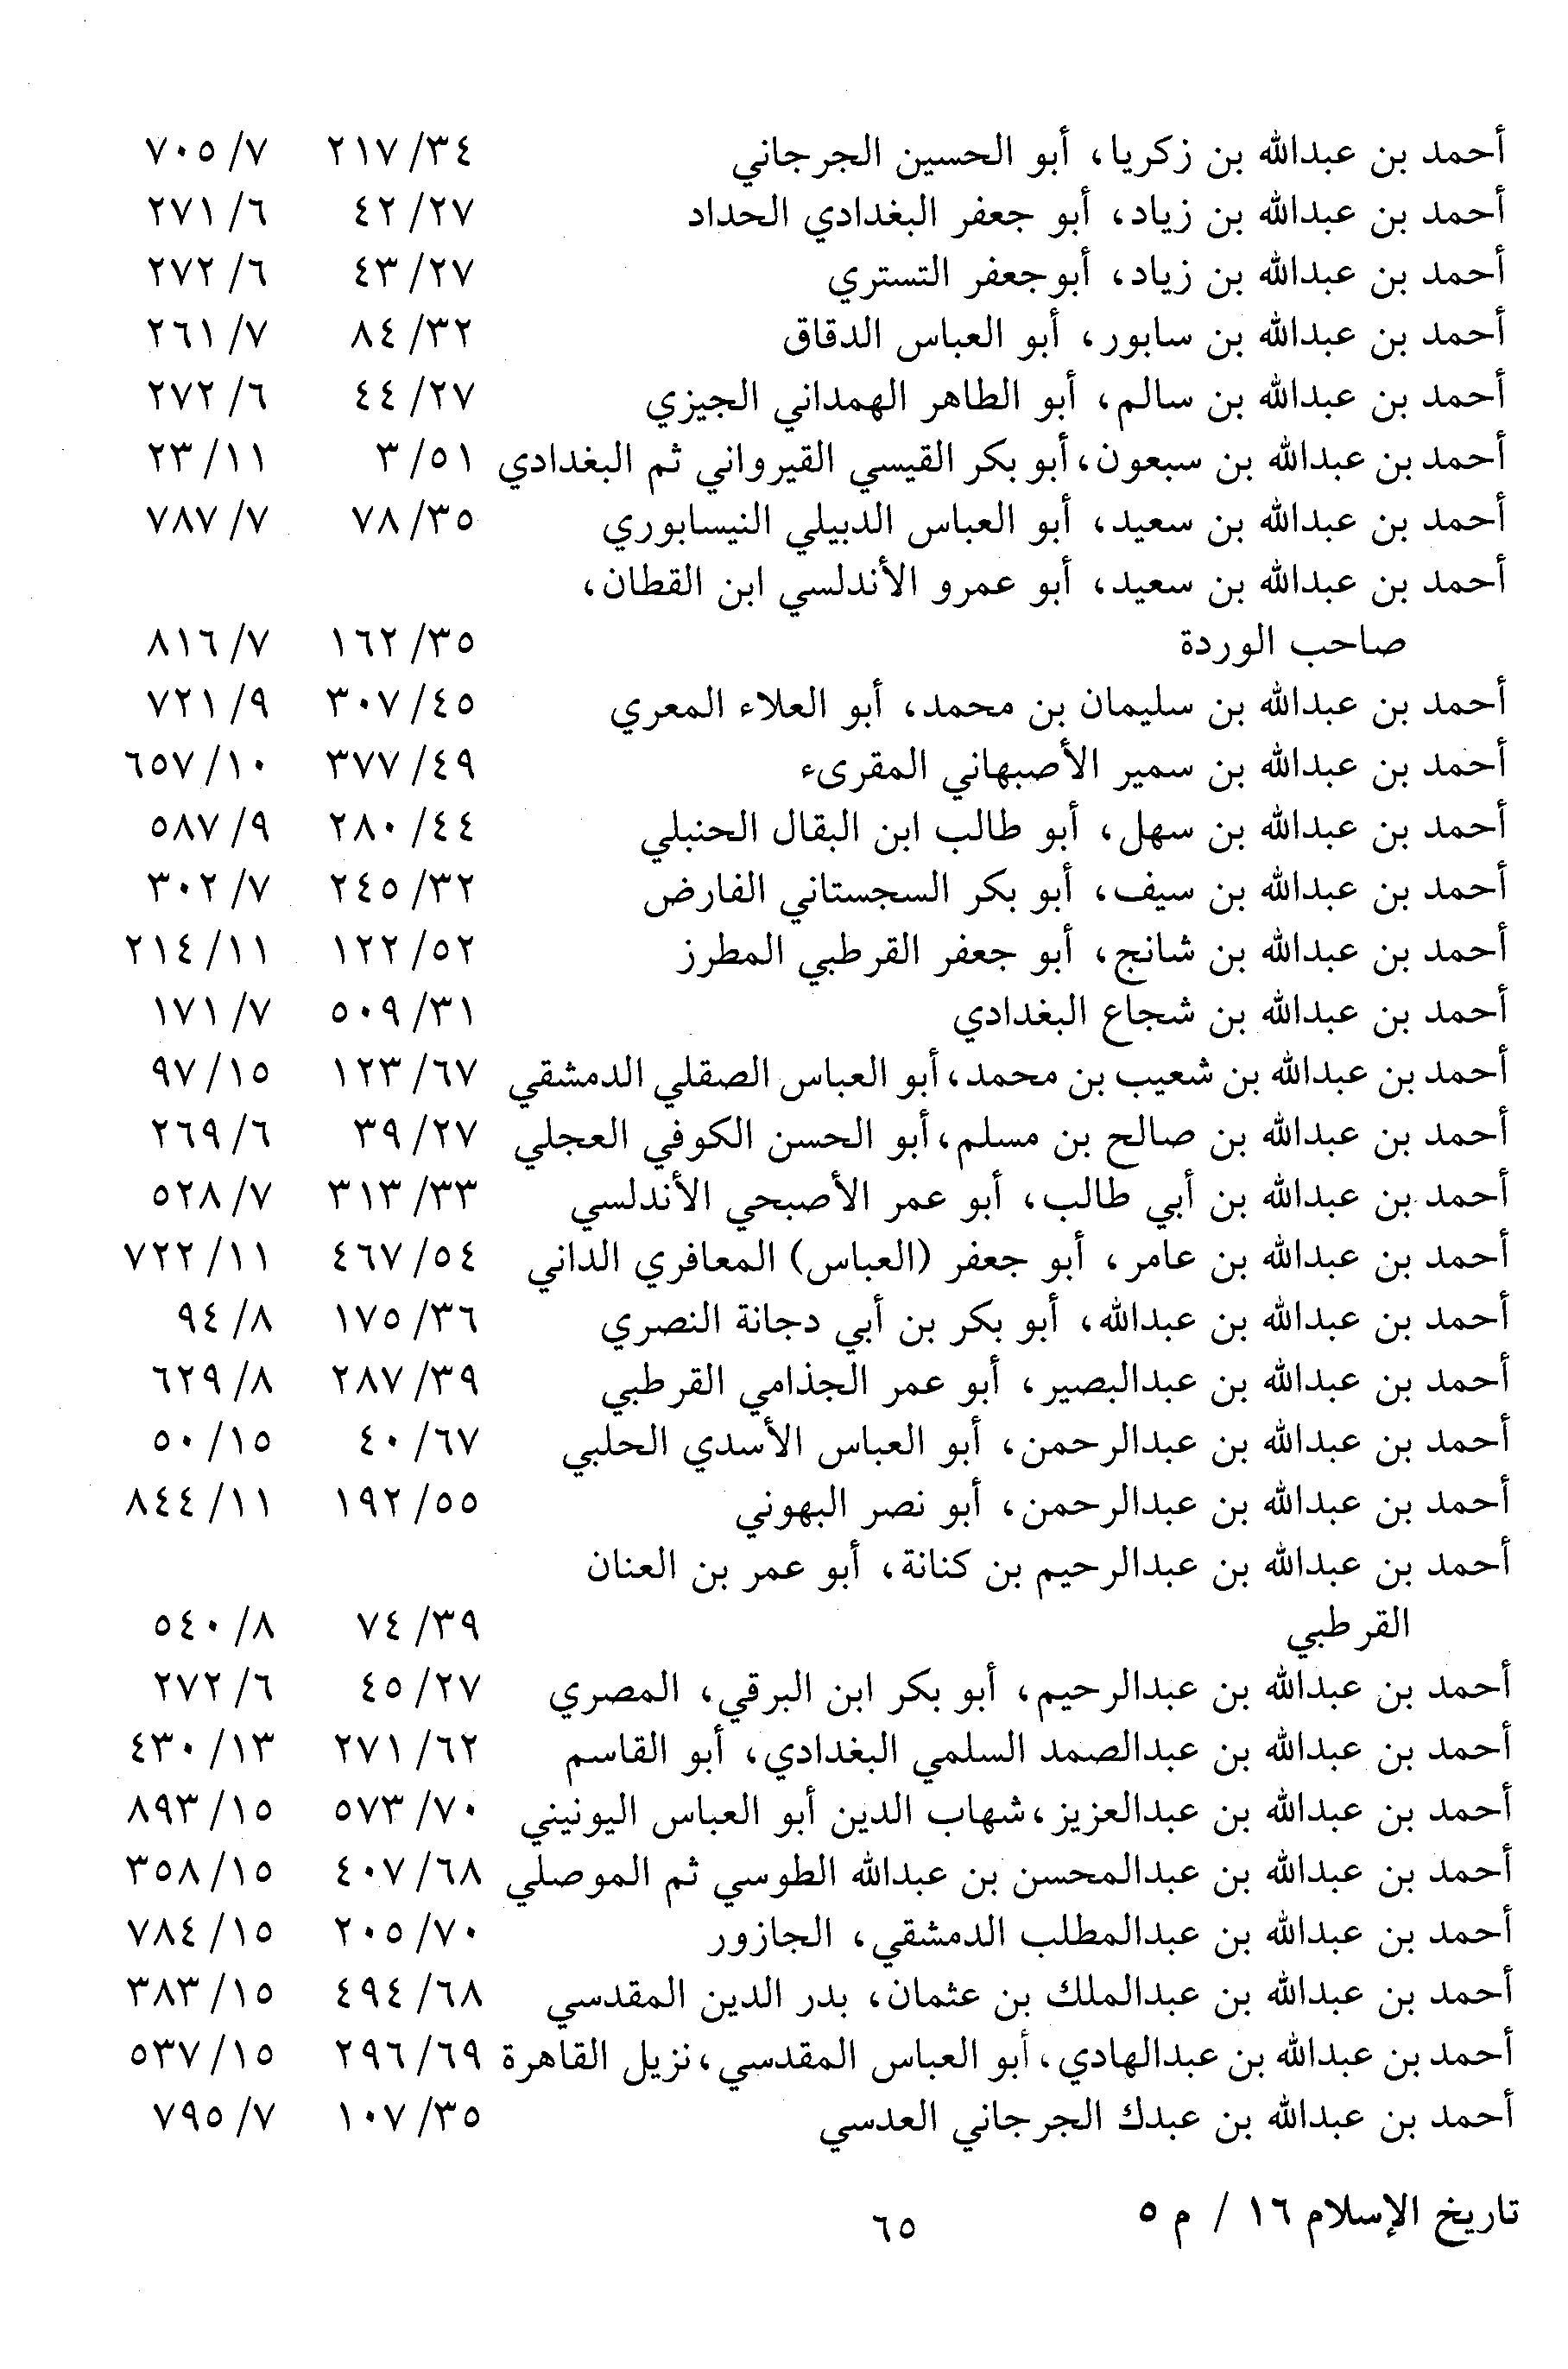 أحمد بن عبدالله بن زكريا، أبو الحسين الجرجاني ٣٤/ ٢١٧ ٧/ ٧٠٥
أحمد بن عبدالله بن زياد، أبو جعفر البغدادي الحداد ٢٧/ ٤٢ ٦/ ٢٧١
أحمد بن عبدالله بن زياد، أبوجعفر التستري ٢٧/ ٤٣ ٦/ ٢٧٢
أحمد بن عبدالله بن سابور، أبو العباس الدقاق ٣٢/ ٨٤ ٧/ ٢٦١
أحمد بن عبدالله بن سالم، أبو الطاهر الهمداني الجيزي ٢٧/ ٤٤ ٦/ ٢٧٢
أحمد بن عبدالله بن سبعون، أبو بكر القيسي القيرواني ثم البغدادي ٥١/ ٣ ١١/ ٢٣
أحمد بن عبدالله بن سعيد، أبو العباس الدبيلي النيسابوري ٣٥/ ٧٨ ٧/ ٧٨٧
أحمد بن عبدالله بن سعيد، أبو عمرو الأندلسي ابن القطان،
صاحب الوردة ٣٥/ ١٦٢ ٧/ ٨١٦
أحمد بن عبدالله بن سليمان بن محمد، أبو العلاء المعري ٤٥/ ٣٠٧ ٩/ ٧٢١
أحمد بن عبدالله بن سمير الأصبهاني المقرىء ٤٩/ ٣٧٧ ١٠/ ٦٥٧
أحمد بن عبدالله بن سهل، أبو طالب ابن البقال الحنبلي ٤٤/ ٢٨٠ ٩/ ٥٨٧
أحمد بن عبدالله بن سيف، أبو بكر السجستاني الفارض ٣٢/ ٢٤٥ ٧/ ٣٠٢
أحمد بن عبدالله بن شانج، أبو جعفر القرطبي المطرز ٥٢/ ١٢٢ ١١/ ٢١٤
أحمد بن عبدالله بن شجاع البغدادي ٣١/ ٥٠٩ ٧/ ١٧١
أحمد بن عبدالله بن شعيب بن محمد، أبو العباس الصقلي الدمشقي ٦٧/ ١٢٣ ١٥/ ٩٧
أحمد بن عبدالله بن صالح بن مسلم، أبو الحسن الكوفي العجلي ٢٧/ ٣٩ ٦/ ٢٦٩
أحمد بن عبدالله بن أبي طالب، أبو عمر الأصبحي الأندلسي ٣٣/ ٣١٣ ٧/ ٥٢٨
أحمد بن عبدالله بن عامر، أبو جعفر (العباس) المعافري الداني ٥٤/ ٤٦٧ ١١/ ٧٢٢
أحمد بن عبدالله بن عبدالله، أبو بكر بن أبي دجانة النصري ٣٦/ ١٧٥ ٨/ ٩٤
أحمد بن عبدالله بن عبدالبصير، أبو عمر الجذامي القرطبي ٣٩/ ٢٨٧ ٨/ ٦٢٩
أحمد بن عبدالله بن عبدالرحمن، أبو العباس الأسدي الحلبي ٦٧/ ٤٠ ١٥/ ٥٠
أحمد بن عبدالله بن عبدالرحمن، أبو نصر البهوني ٥٥/ ١٩٢ ١١/ ٨٤٤
أحمد بن عبدالله بن عبدالرحيم بن كنانة، أبو عمر بن العنان
القرطبي ٣٩/ ٧٤ ٨/ ٥٤٠
أحمد بن عبدالله بن عبدالرحيم، أبو بكر ابن البرقي، المصري ٢٧/ ٤٥ ٦/ ٢٧٢
أحمد بن عبدالله بن عبدالصمد السلمي البغدادي، أبو القاسم ٦٢/ ٢٧١ ١٣/ ٤٣٠
أحمد بن عبدالله بن عبدالعزيز، شهاب الدين أبو العباس اليونيني ٧٠/ ٥٧٣ ١٥/ ٨٩٣
أحمد بن عبدالله بن عبدالمحسن بن عبدالله الطوسي ثم الموصلي ٦٨/ ٤٠٧ ١٥/ ٣٥٨
أحمد بن عبدالله بن عبدالمطلب الدمشقي، الجازور ٧٠/ ٢٠٥ ١٥/ ٧٨٤
أحمد بن عبدالله بن عبدالملك بن عثمان، بدر الدين المقدسي ٦٨/ ٤٩٤ ١٥/ ٣٨٣
أحمد بن عبدالله بن عبدالهادي، أبو العباس المقدسي، نزيل القاهرة ٦٩/ ٢٩٦ ١٥/ ٥٣٧
أحمد بن عبدالله بن عبدك الجرجاني العدسي ٣٥/ ١٠٧ ٧/ ٧٩٥
تاريخ الإسلام ١٦ / م ٥
٦٥